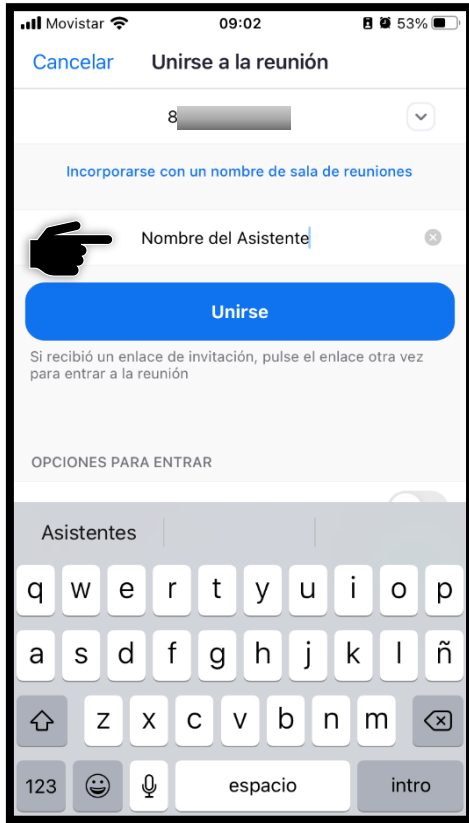 Movistar 09:02 53%
Cancelar Unirse a la reunión
8
Incorporarse con un nombre de sala de reuniones
Nombre del Asistente
Unirse
Si recibió un enlace de invitación, pulse el enlace otra vez
para entrar a la reunión
OPCIONES PARA ENTRAR
Asistentes
q w e r t y u i o p
a s d f g h j k l ñ
z x c v b n m
123 espacio intro